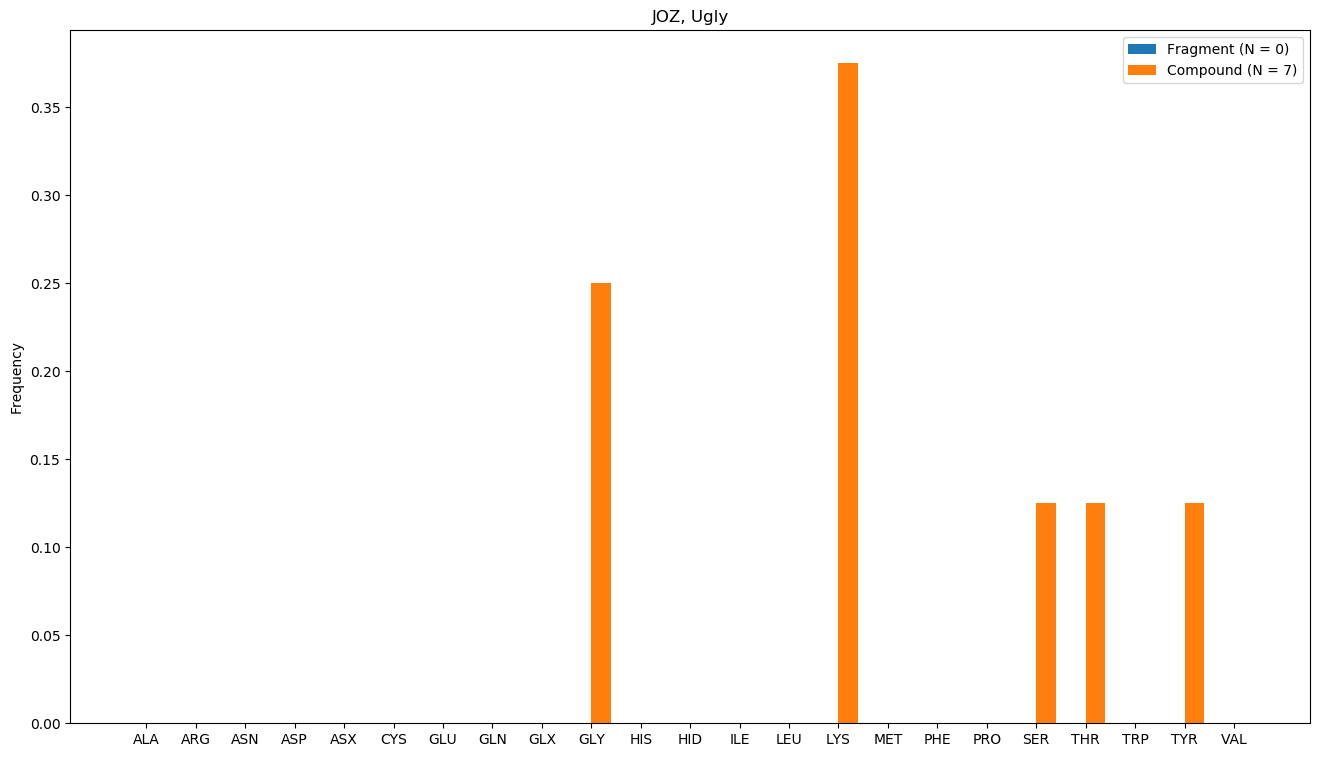 JOZ, Ugly
Fragment (N = 0)
Compound (N = 7)
Frequency
0.35
0.30
0.25
0.20
0.15
0.10
0.05
0.00
ALA ARG ASN ASP ASX CYS GLU GLN GLX GLY HIS HID ILE LEU LYS MET PHE PRO SER THR TRP TYR VAL